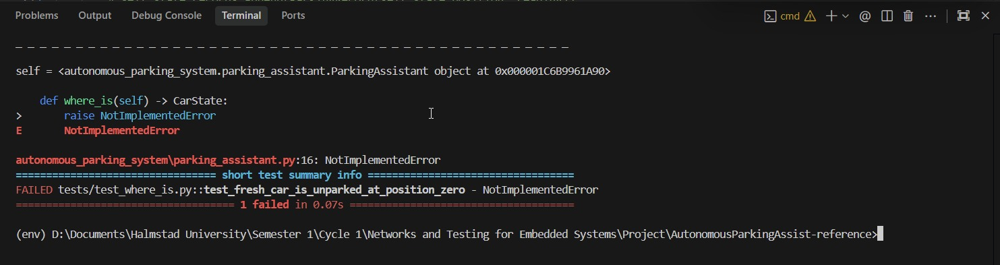 Problems Output Debug Console Terminal Ports cmd
_ _ _ _ _ _ _ _ _ _ _ _ _ _ _ _ _ _ _ _ _ _ _ _ _ _ _ _ _ _ _ _ _ _ _ _ _ _ _ _ _ _ _ _ _ _ _
self = <autonomous_parking_system.parking_assistant.ParkingAssistant object at 0x000001C6B9961A90>
def where_is(self) -> CarState:
> raise NotImplementedError
E NotImplementedError
autonomous_parking_system\parking_assistant.py:16: NotImplementedError
================================= short test summary info ==================================
FAILED tests/test_where_is.py::test_fresh_car_is_unparked_at_position_zero - NotImplementedError
==================================== 1 failed in 0.07s =====================================
(env) D:\Documents\Halmstad University\Semester 1\Cycle 1\Networks and Testing for Embedded Systems\Project\AutonomousParkingAssist-reference>